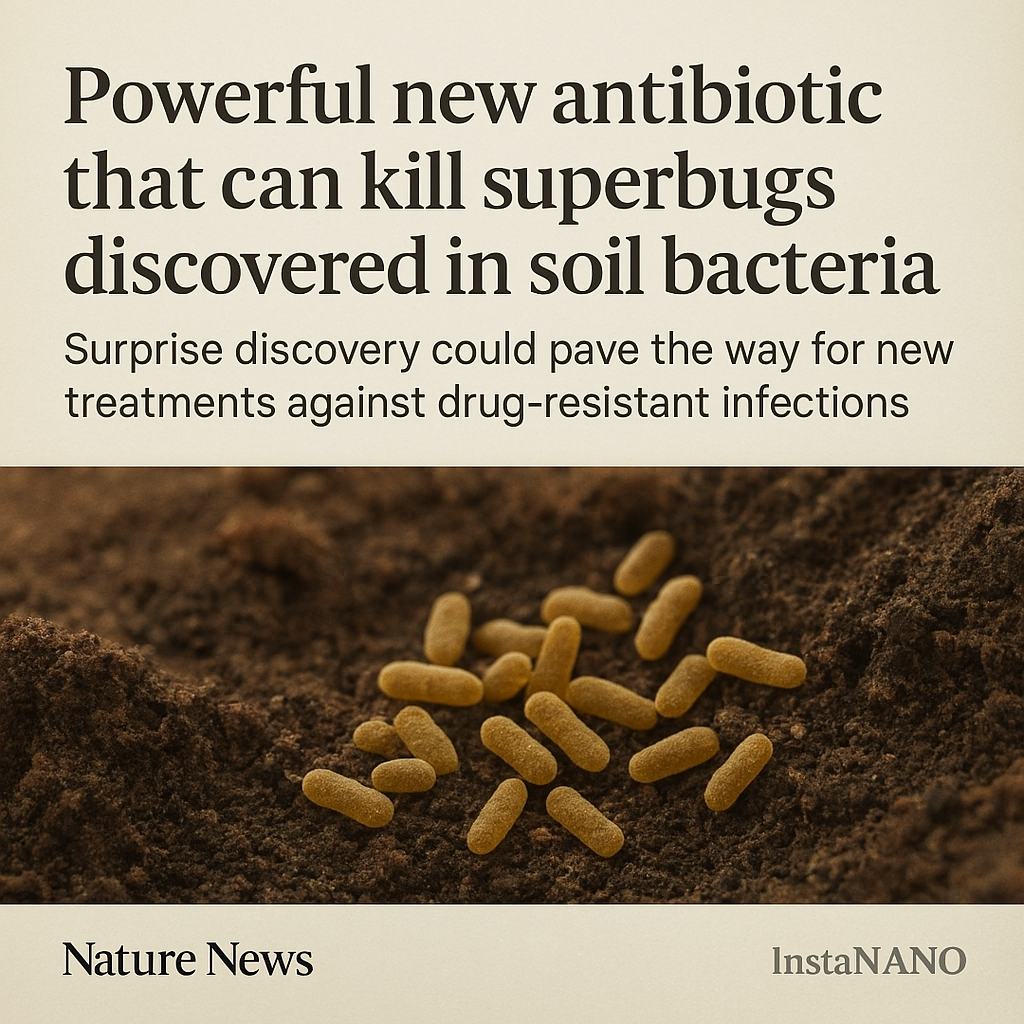 Powerful new antibiotic
that can kill superbugs
discovered in soil bacteria
Surprise discovery could pave the way for new
treatments against drug-resistant infections
Nature News
InstaNANO